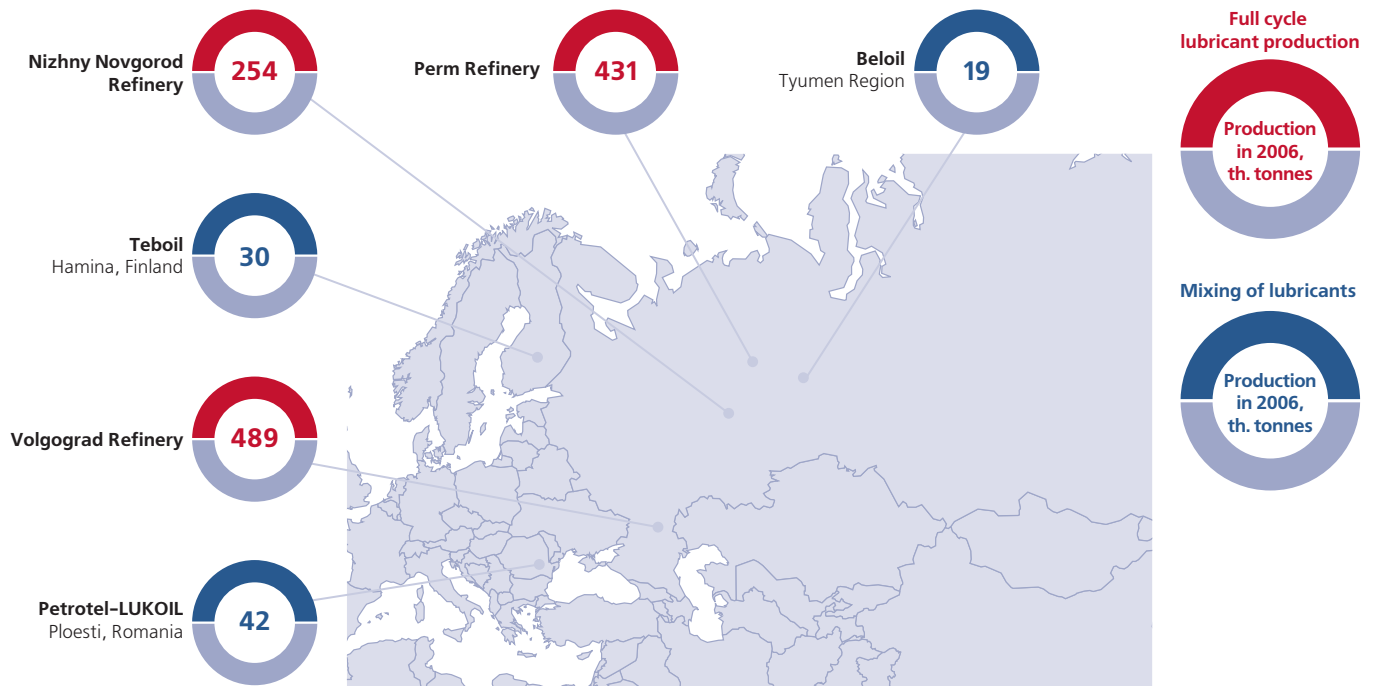 Nizhny Novgorod
Refinery
254
Perm Refinery
431
Beloil
Tyumen Region
19
Full cycle
lubricant production
Production
in 2006,
th. tonnes
Teboil
Hamina, Finland
30
Mixing of lubricants
Production
in 2006,
th. tonnes
Volgograd Refinery
489
Petrotel–LUKOIL
Ploesti, Romania
42